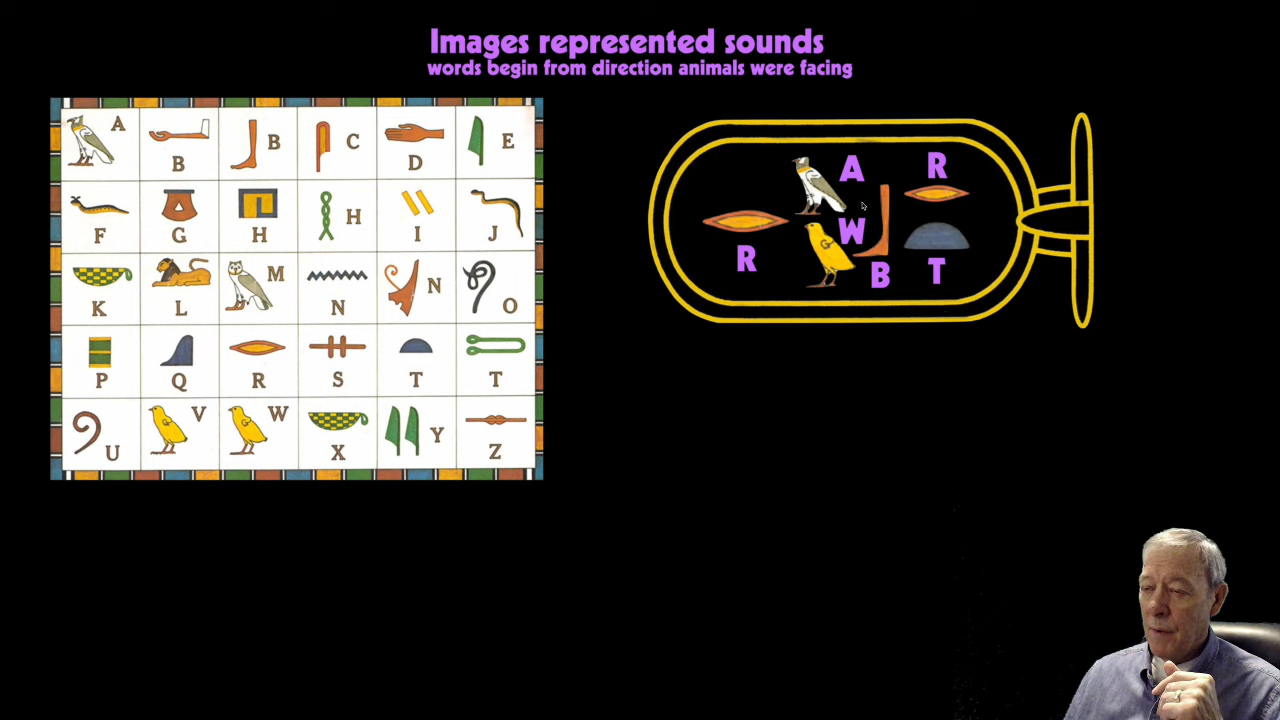 Images represented sounds
words begin from direction animals were facing
A B B C D E
F G H H I J
K L M N N O
P Q R S T T
U V W X Y Z
A R
W
R B T